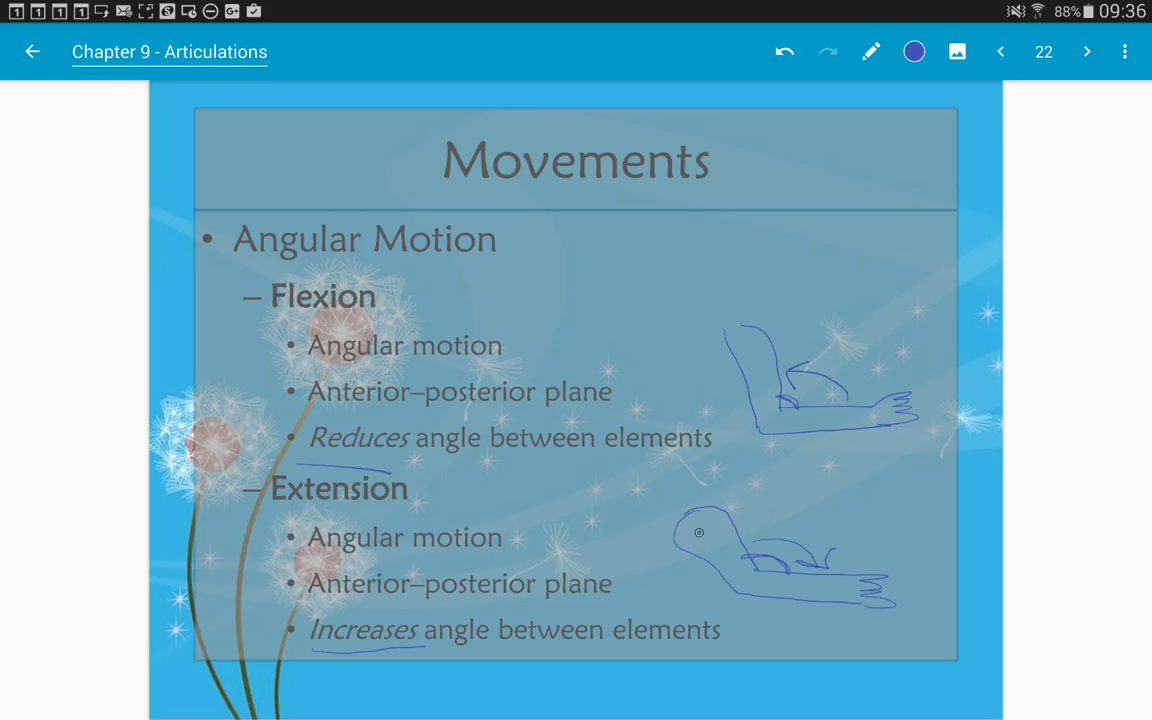 88% 09:36
Chapter 9 - Articulations 22
Movements
• Angular Motion
– Flexion
• Angular motion
• Anterior–posterior plane
• Reduces angle between elements
– Extension
• Angular motion
• Anterior–posterior plane
• Increases angle between elements